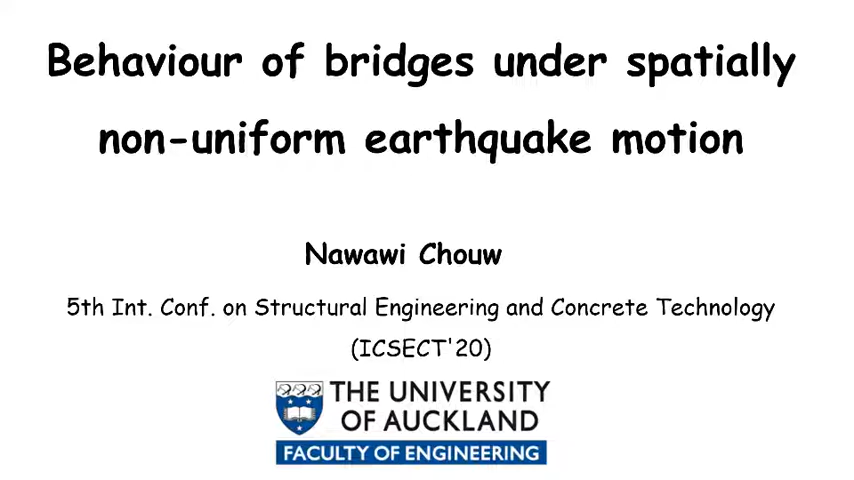 Behaviour of bridges under spatially
non-uniform earthquake motion
Nawawi Chouw
5th Int. Conf. on Structural Engineering and Concrete Technology
(ICSECT'20)
THE UNIVERSITY
OF AUCKLAND
FACULTY OF ENGINEERING